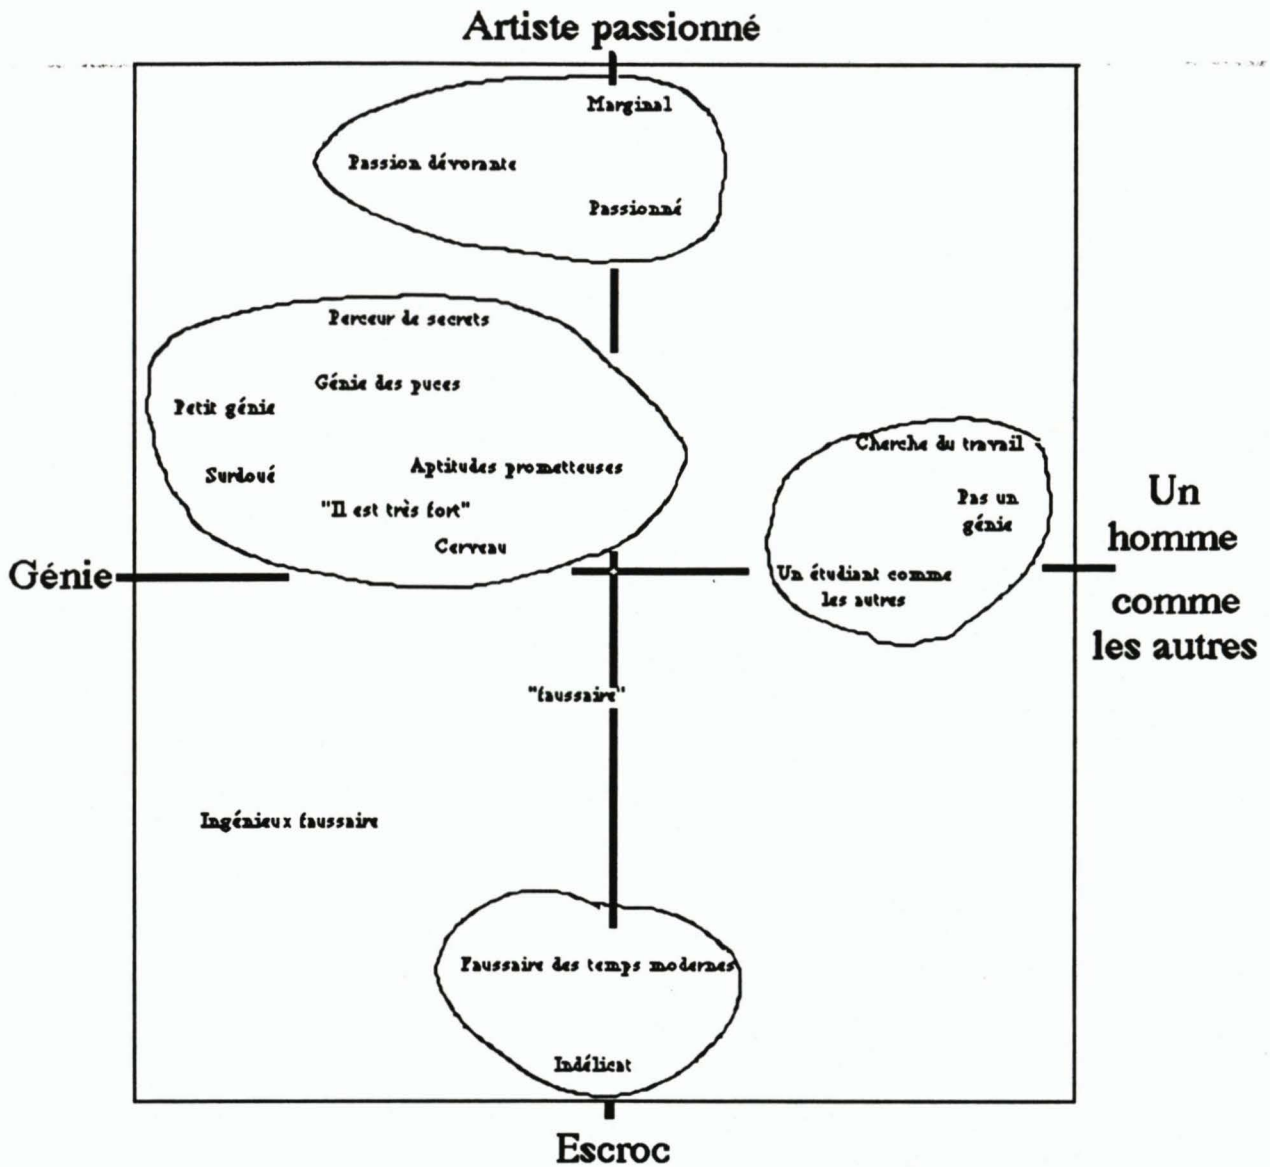 Artiste passionné
Marginal
Passion dévorante
Passionné
Perceur de secrets
Génie des puces
Petit génie
Surdoué
Aptitudes prometteuses
"Il est très fort"
Cerveau
Cherche du travail
Pas un
génie
Un étudiant comme
les autres
Génie
Un
homme
comme
les autres
"faussaire"
Ingénieux faussaire
Faussaire des temps modernes
Indélicat
Escroc